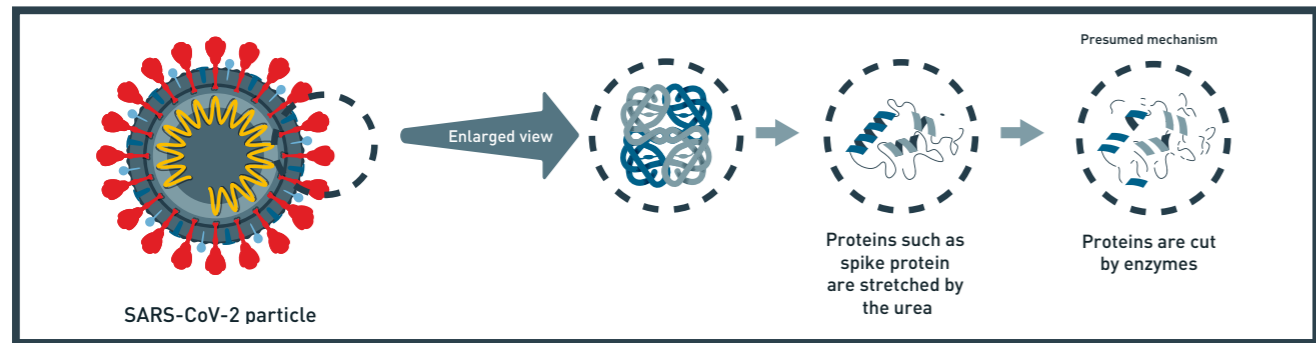 Presumed mechanism
Enlarged view
SARS-CoV-2 particle
Proteins such as
spike protein
are stretched by
the urea
Proteins are cut
by enzymes